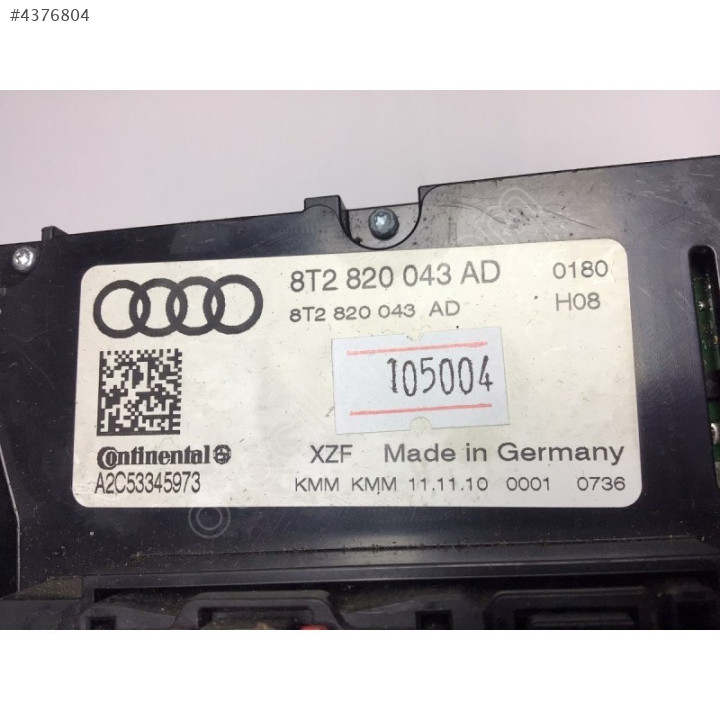 #4376804
8T2 820 043 AD 0180
8T2 820 043 AD H08
105004
Continental XZF Made in Germany
A2C53345973 KMM KMM 11.11.10 0001 0736